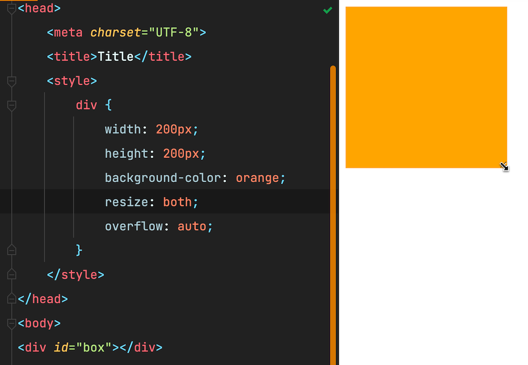 <head>
<meta charset="UTF-8">
<title>Title</title>
<style>
div {
width: 200px;
height: 200px;
background-color: orange;
resize: both;
overflow: auto;
}
</style>
</head>
<body>
<div id="box"></div>